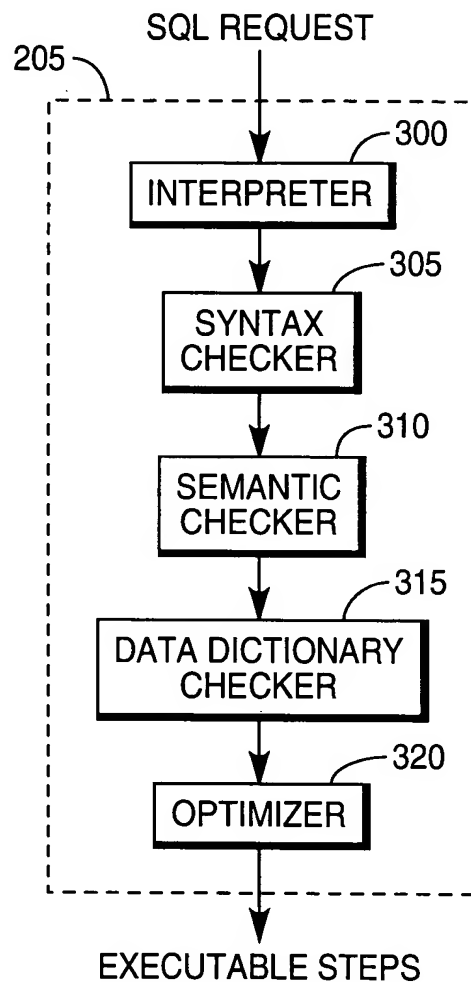 SQL REQUEST
205
300
INTERPRETER
305
SYNTAX
CHECKER
310
SEMANTIC
CHECKER
315
DATA DICTIONARY
CHECKER
320
OPTIMIZER
EXECUTABLE STEPS